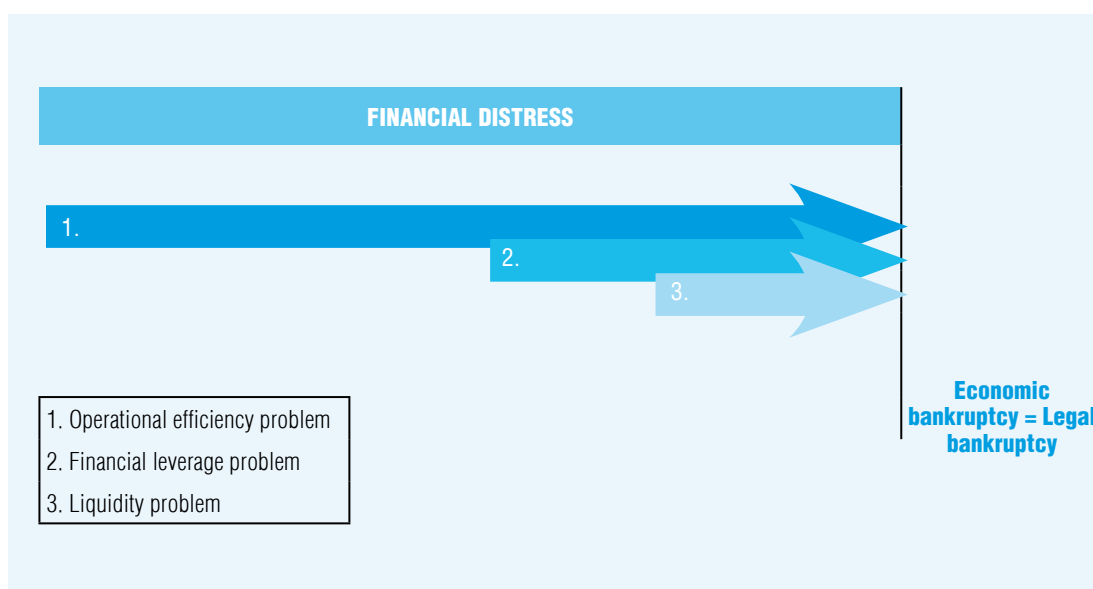 FINANCIAL DISTRESS
1.
2.
3.
1. Operational efficiency problem
2. Financial leverage problem
3. Liquidity problem
Economic
bankruptcy = Legal
bankruptcy